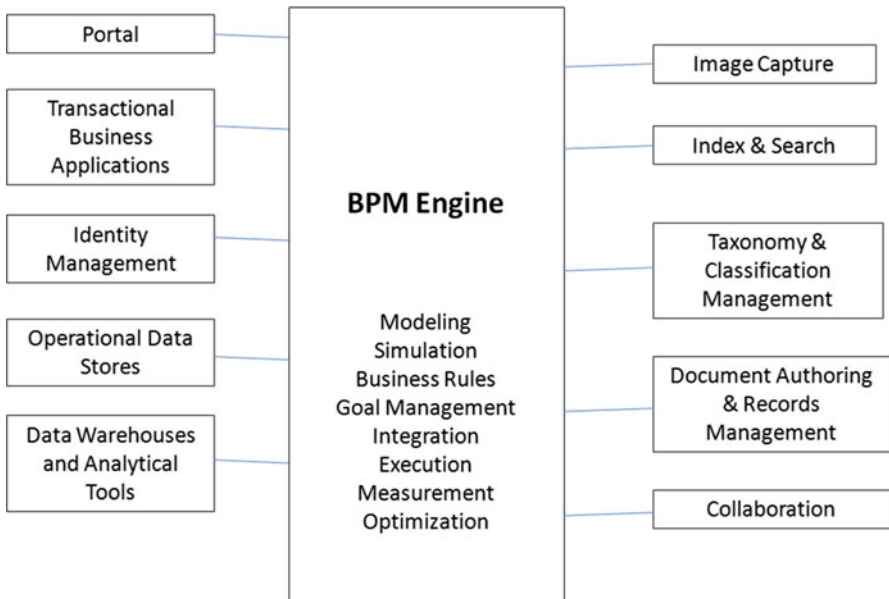 Portal
Transactional
Business
Applications
Identity
Management
Operational Data
Stores
Data Warehouses
and Analytical
Tools
BPM Engine
Modeling
Simulation
Business Rules
Goal Management
Integration
Execution
Measurement
Optimization
Image Capture
Index & Search
Taxonomy &
Classification
Management
Document Authoring
& Records
Management
Collaboration